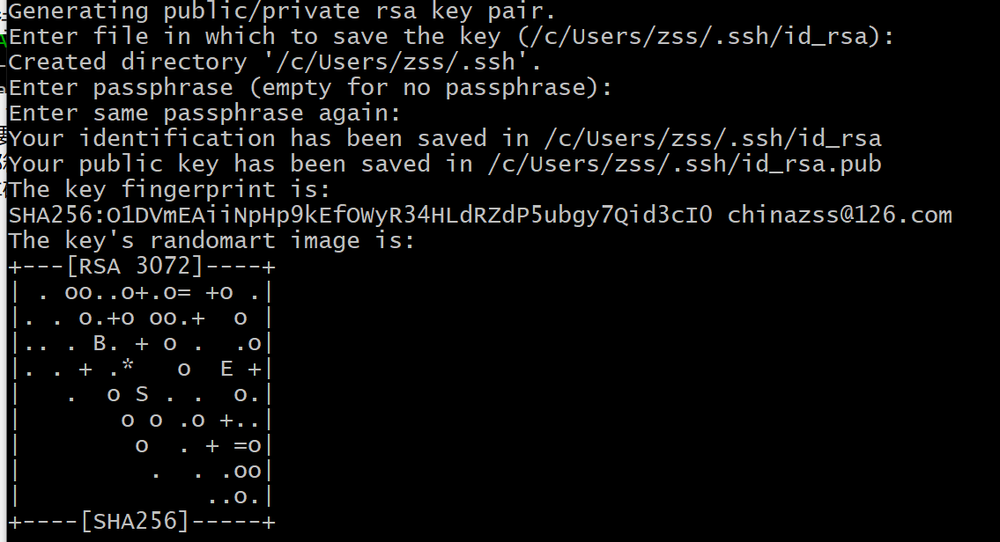 Generating public/private rsa key pair.
Enter file in which to save the key (/c/Users/zss/.ssh/id_rsa):
Created directory '/c/Users/zss/.ssh'.
Enter passphrase (empty for no passphrase):
Enter same passphrase again:
Your identification has been saved in /c/Users/zss/.ssh/id_rsa
Your public key has been saved in /c/Users/zss/.ssh/id_rsa.pub
The key fingerprint is:
SHA256:O1DVmEAiiNpHp9kEfOWyR34HLdRZdP5ubgy7Qid3cI0 chinazss@126.com
The key's randomart image is:
+---[RSA 3072]----+
| . oo..o+.o= +o .|
|. . o.+o oo.+  o |
|.. . B. + o .  .o|
|. . + .*   o  E +|
|   .  o S . .  o.|
|       o o .o +..|
|        o  . + =o|
|         .  . .oo|
|             ..o.|
+----[SHA256]-----+